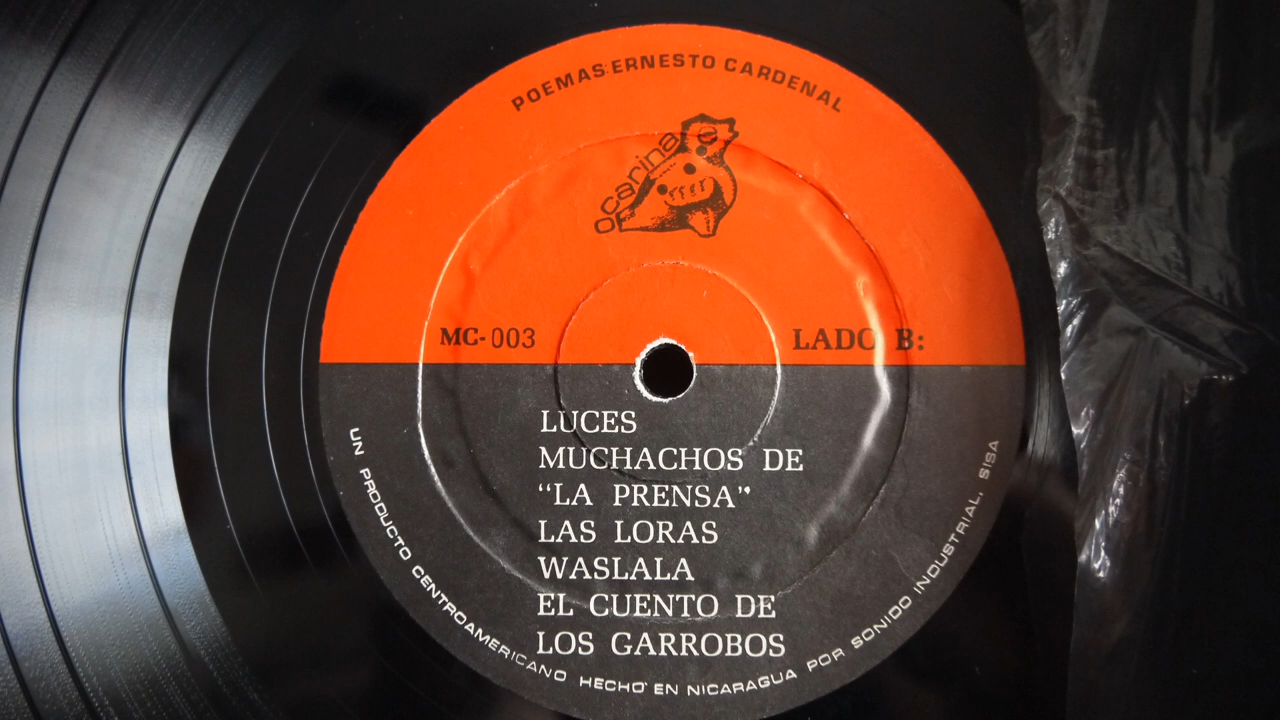 POEMAS: ERNESTO CARDENAL
ocarina
MC-003
LADO B:
LUCES
MUCHACHOS DE
“LA PRENSA”
LAS LORAS
WASLALA
EL CUENTO DE
LOS GARROBOS
UN PRODUCTO CENTROAMERICANO HECHO EN NICARAGUA POR SONIDO INDUSTRIAL, SISA